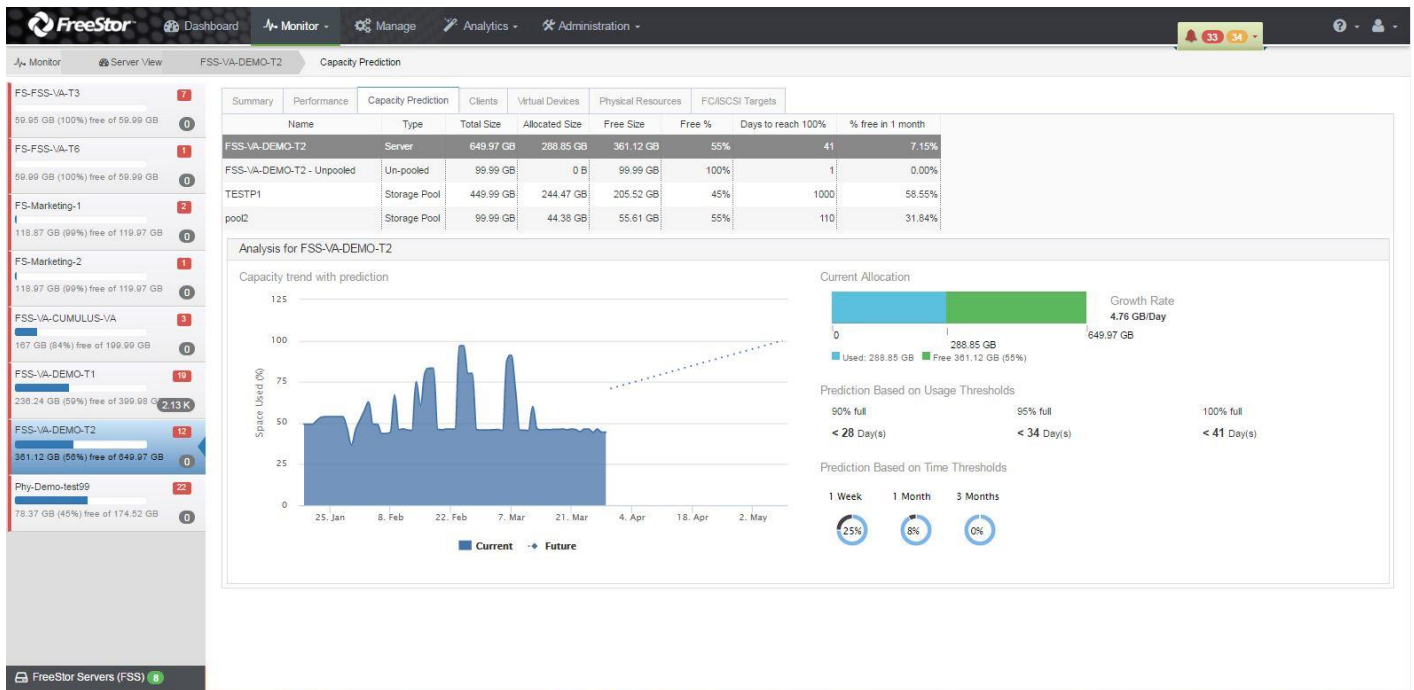 FreeStor
Dashboard
Monitor
Manage
Analytics
Administration
33 34
Monitor
Server View
FSS-VA-DEMO-T2
Capacity Prediction
FS-FSS-VA-T3 7
59.95 GB (100%) free of 59.99 GB 0
FS-FSS-VA-T6 1
59.99 GB (100%) free of 59.99 GB 0
FS-Marketing-1 2
118.87 GB (99%) free of 119.97 GB 0
FS-Marketing-2 1
118.97 GB (99%) free of 119.97 GB 0
FSS-VA-CUMULUS-VA 3
167 GB (84%) free of 199.99 GB 0
FSS-VA-DEMO-T1 19
236.24 GB (59%) free of 399.98 G 2.13 K
FSS-VA-DEMO-T2 12
361.12 GB (56%) free of 649.97 GB 0
Phy-Demo-test99 22
78.37 GB (45%) free of 174.52 GB 0
FreeStor Servers (FSS) 8
Summary Performance Capacity Prediction Clients Virtual Devices Physical Resources FC/ISCSI Targets
Name Type Total Size Allocated Size Free Size Free % Days to reach 100% % free in 1 month
FSS-VA-DEMO-T2 Server 649.97 GB 288.85 GB 361.12 GB 55% 41 7.15%
FSS-VA-DEMO-T2 - Unpooled Un-pooled 99.99 GB 0 B 99.99 GB 100% 1 0.00%
TESTP1 Storage Pool 449.99 GB 244.47 GB 205.52 GB 45% 1000 58.55%
pool2 Storage Pool 99.99 GB 44.38 GB 55.61 GB 55% 110 31.84%
Analysis for FSS-VA-DEMO-T2
Capacity trend with prediction
Space Used (%)
125
100
75
50
25
0
25. Jan 8. Feb 22. Feb 7. Mar 21. Mar 4. Apr 18. Apr 2. May
Current Future
Current Allocation
Growth Rate
4.76 GB/Day
0 288.85 GB 649.97 GB
Used: 288.85 GB Free 361.12 GB (55%)
Prediction Based on Usage Thresholds
90% full 95% full 100% full
< 28 Day(s) < 34 Day(s) < 41 Day(s)
Prediction Based on Time Thresholds
1 Week 1 Month 3 Months
25% 8% 0%